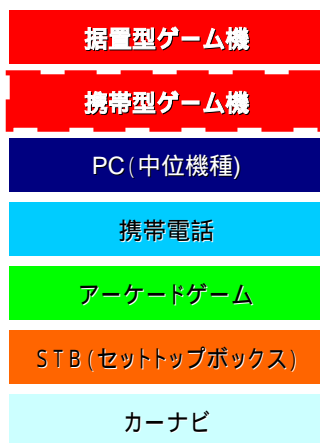 据置型ゲーム機
携帯型ゲーム機
PC(中位機種)
携帯電話
アーケードゲーム
STB(セットトップボックス)
カーナビ